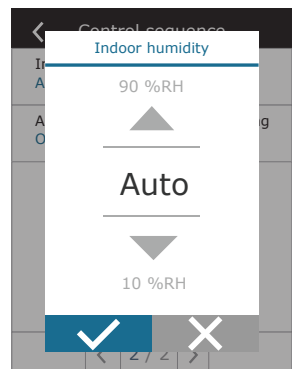 Control sequence
Indoor humidity
90 %RH
Auto
10 %RH
2 / 2